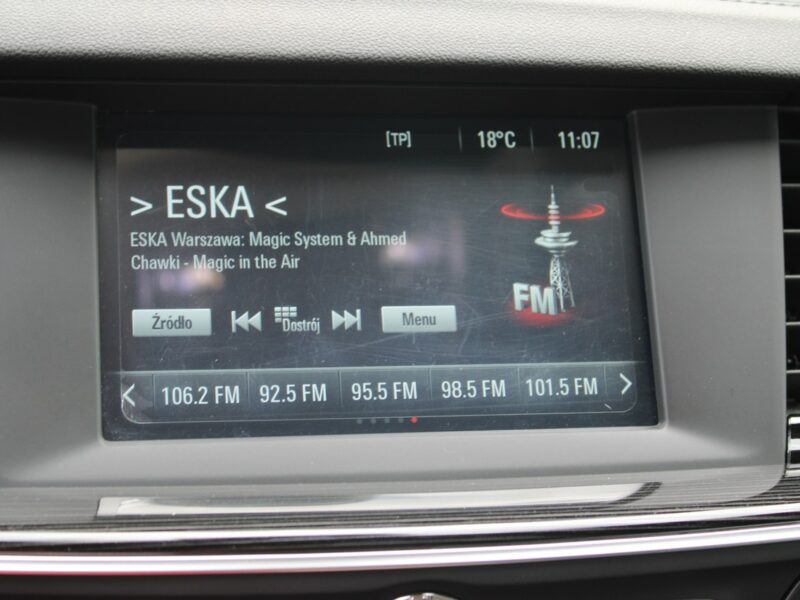 [TP] 18°C 11:07
> ESKA <
ESKA Warszawa: Magic System & Ahmed
Chawki - Magic in the Air
FM
Źródło Dostrój Menu
< 106.2 FM 92.5 FM 95.5 FM 98.5 FM 101.5 FM >